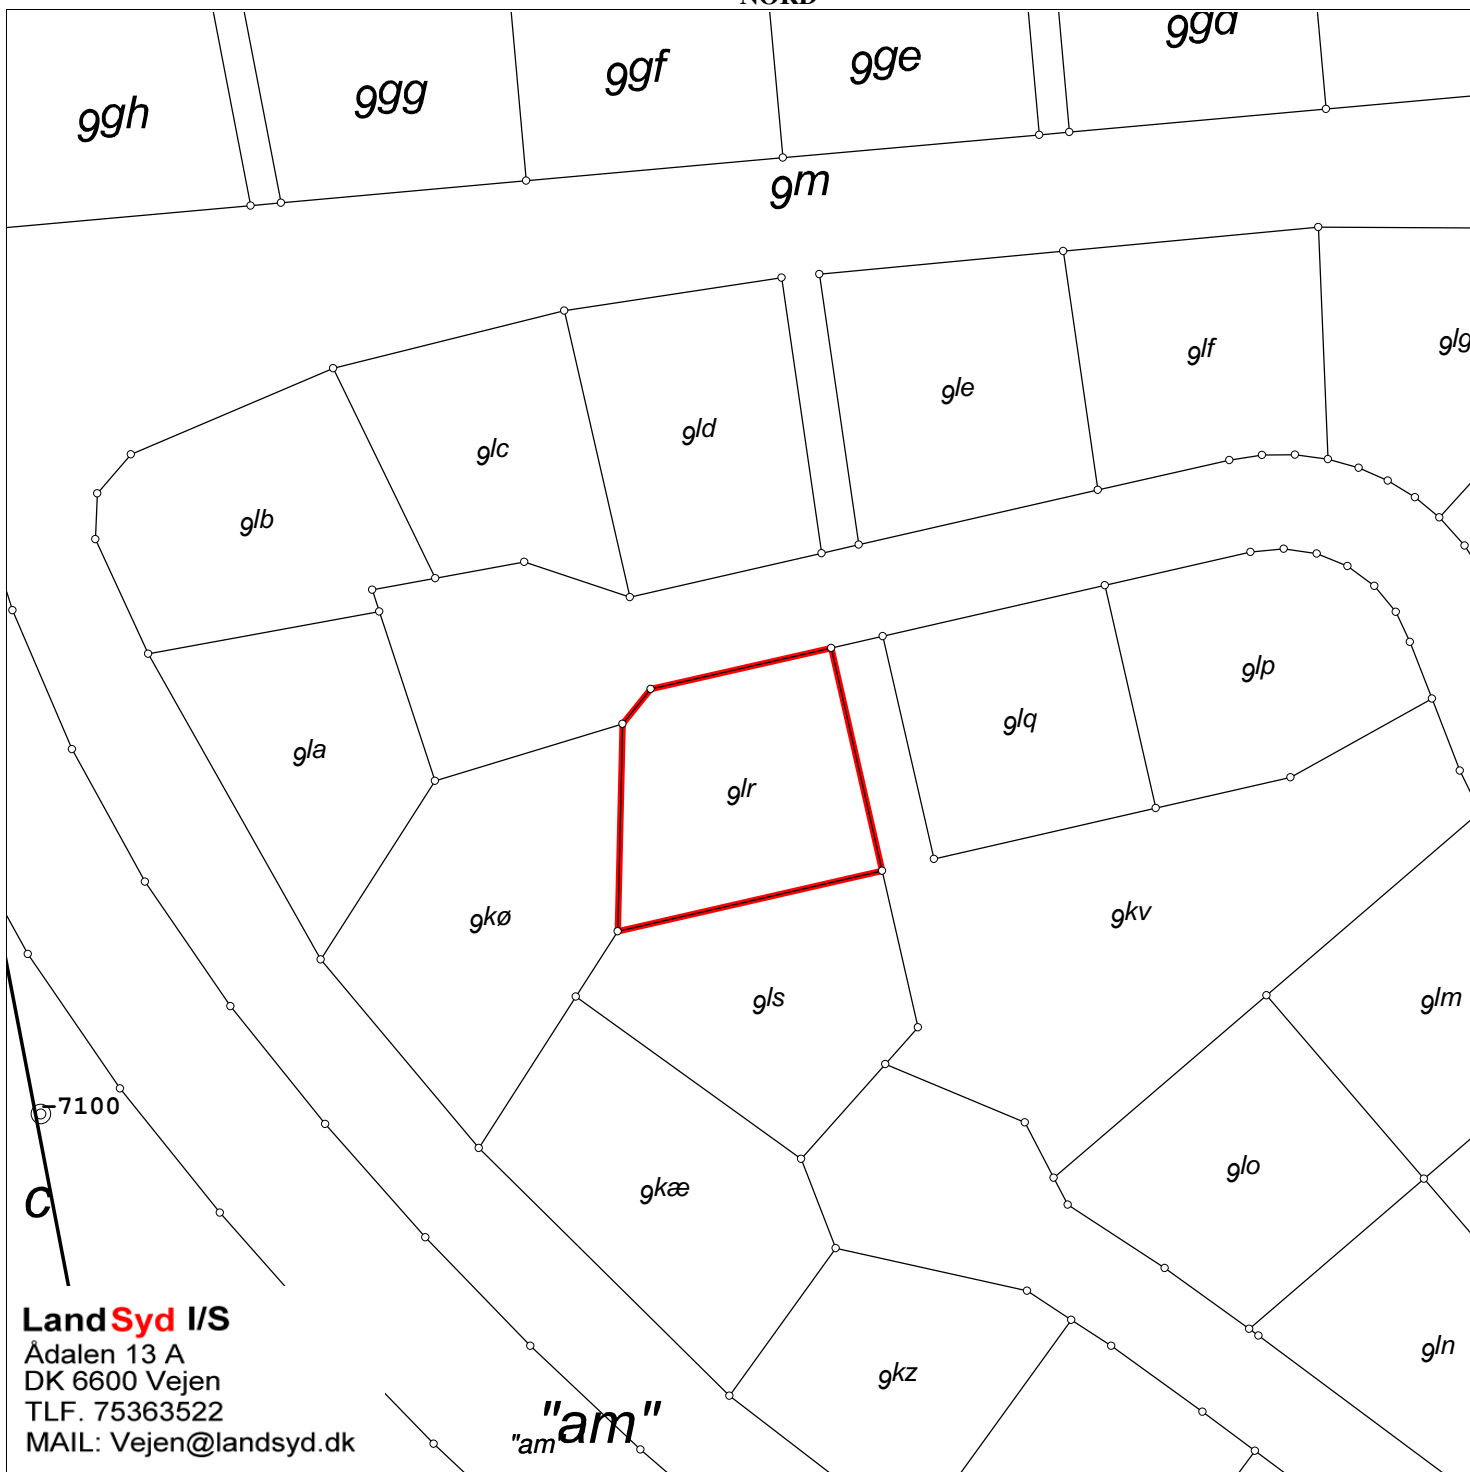 NORD
9gh
9gg
9gf
9ge
9gd
9m
9lb
9lc
9ld
9le
9lf
9lg
9la
9lr
9lq
9lp
9kø
9ls
9kv
9lm
7100
c
9kæ
9lo
9kz
9ln
LandSyd I/S
Ådalen 13 A
DK 6600 Vejen
TLF. 75363522
MAIL: Vejen@landsyd.dk
"am"
"am"